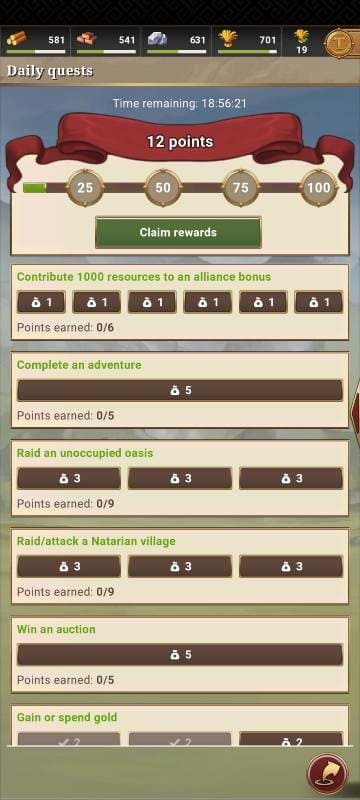 581 541 631 701 19
Daily quests
Time remaining: 18:56:21
12 points
25 50 75 100
Claim rewards
Contribute 1000 resources to an alliance bonus
1 1 1 1 1 1
Points earned: 0/6
Complete an adventure
5
Points earned: 0/5
Raid an unoccupied oasis
3 3 3
Points earned: 0/9
Raid/attack a Natarian village
3 3 3
Points earned: 0/9
Win an auction
5
Points earned: 0/5
Gain or spend gold
2 2 2